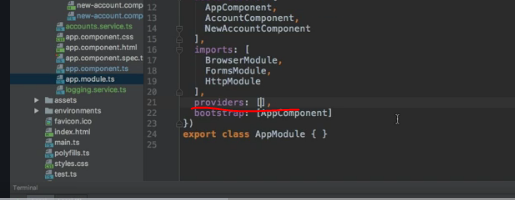 new-account.comp
new-account.comp
accounts.service.ts
app.component.css
app.component.html
app.component.spec.t
app.component.ts
app.module.ts
logging.service.ts
assets
environments
favicon.ico
index.html
main.ts
polyfills.ts
styles.css
test.ts
12 AppComponent,
13 AccountComponent,
14 NewAccountComponent
15 ],
16 imports: [
17 BrowserModule,
18 FormsModule,
19 HttpModule
20 ],
21 providers: [],
22 bootstrap: [AppComponent]
23 })
24 export class AppModule { }
25
Terminal